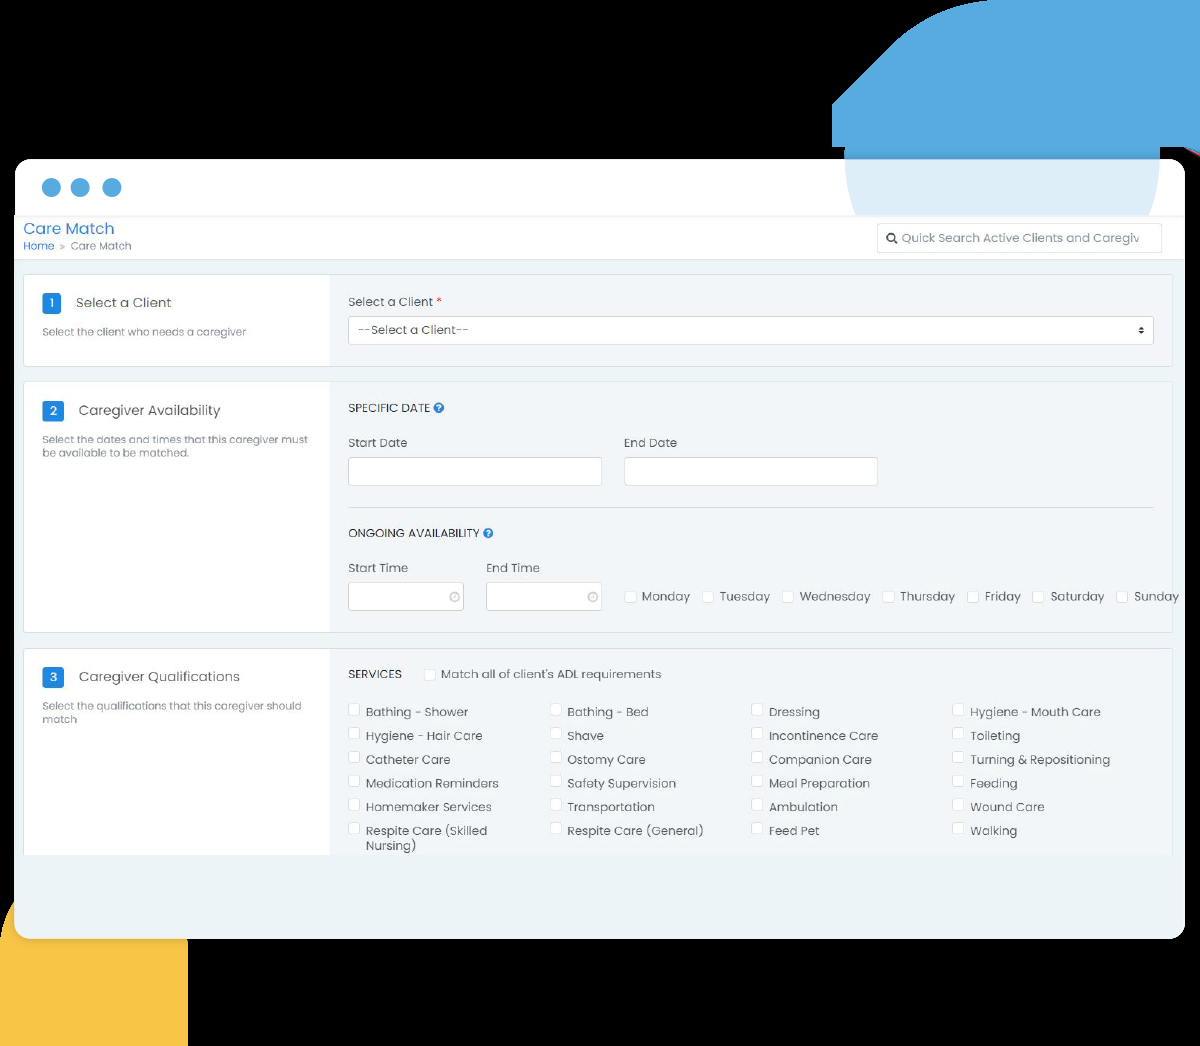 Care Match
Home » Care Match
Quick Search Active Clients and Caregiv
1 Select a Client
Select the client who needs a caregiver
Select a Client *
--Select a Client--
2 Caregiver Availability
Select the dates and times that this caregiver must
be available to be matched.
SPECIFIC DATE ?
Start Date End Date
ONGOING AVAILABILITY ?
Start Time End Time
Monday Tuesday Wednesday Thursday Friday Saturday Sunday
3 Caregiver Qualifications
Select the qualifications that this caregiver should
match
SERVICES Match all of client's ADL requirements
Bathing - Shower Bathing - Bed Dressing Hygiene - Mouth Care
Hygiene - Hair Care Shave Incontinence Care Toileting
Catheter Care Ostomy Care Companion Care Turning & Repositioning
Medication Reminders Safety Supervision Meal Preparation Feeding
Homemaker Services Transportation Ambulation Wound Care
Respite Care (Skilled Respite Care (General) Feed Pet Walking
Nursing)